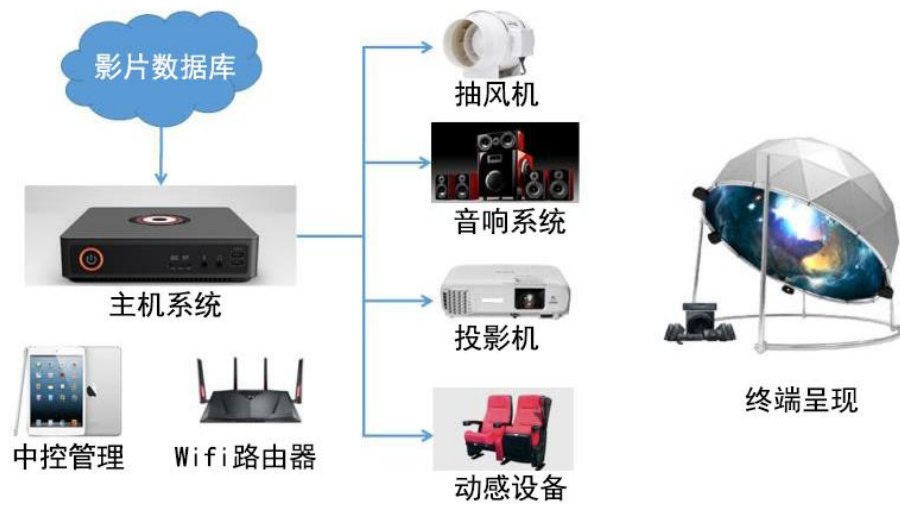 影片数据库
抽风机
音响系统
主机系统
投影机
终端呈现
中控管理
Wifi路由器
动感设备